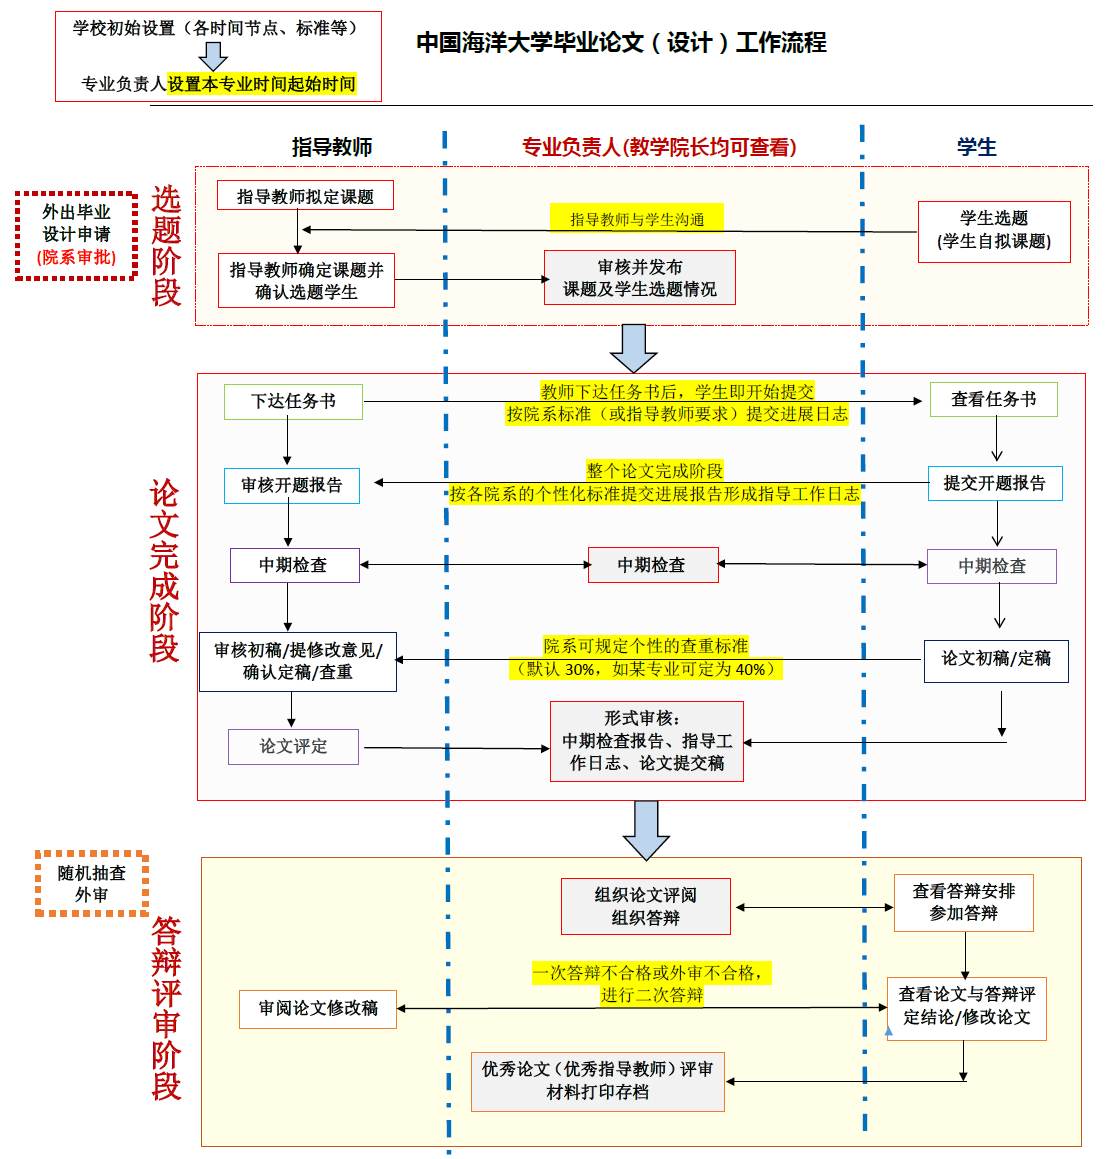 学校初始设置（各时间节点、标准等）
专业负责人设置本专业时间起始时间
中国海洋大学毕业论文（设计）工作流程
指导教师
专业负责人(教学院长均可查看)
学生
外出毕业
设计申请
(院系审批)
选题阶段
指导教师拟定课题
指导教师与学生沟通
学生选题
(学生自拟课题)
指导教师确定课题并
确认选题学生
审核并发布
课题及学生选题情况
论文完成阶段
下达任务书
教师下达任务书后，学生即开始提交
按院系标准（或指导教师要求）提交进展日志
查看任务书
审核开题报告
整个论文完成阶段
按各院系的个性化标准提交进展报告形成指导工作日志
提交开题报告
中期检查
中期检查
中期检查
审核初稿/提修改意见/
确认定稿/查重
院系可规定个性的查重标准
（默认 30%，如某专业可定为 40%）
论文初稿/定稿
论文评定
形式审核：
中期检查报告、指导工
作日志、论文提交稿
随机抽查
外审
答辩评审阶段
组织论文评阅
组织答辩
查看答辩安排
参加答辩
审阅论文修改稿
一次答辩不合格或外审不合格，
进行二次答辩
查看论文与答辩评
定结论/修改论文
优秀论文（优秀指导教师）评审
材料打印存档